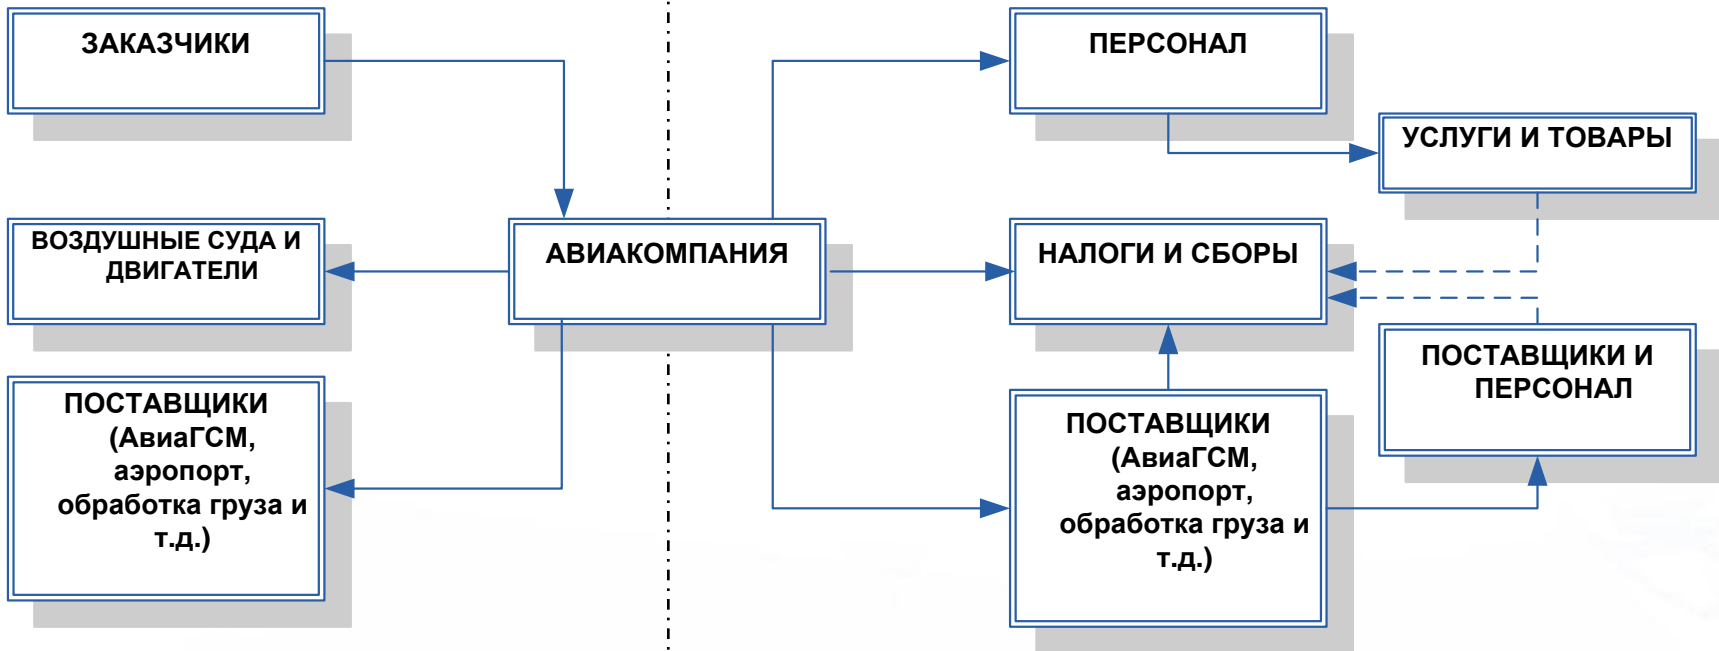 ЗАКАЗЧИКИ
ПЕРСОНАЛ
УСЛУГИ И ТОВАРЫ
ВОЗДУШНЫЕ СУДА И
ДВИГАТЕЛИ
АВИАКОМПАНИЯ
НАЛОГИ И СБОРЫ
ПОСТАВЩИКИ И
ПЕРСОНАЛ
ПОСТАВЩИКИ
(АвиаГСМ,
аэропорт,
обработка груза и
т.д.)
ПОСТАВЩИКИ
(АвиаГСМ,
аэропорт,
обработка груза и
т.д.)